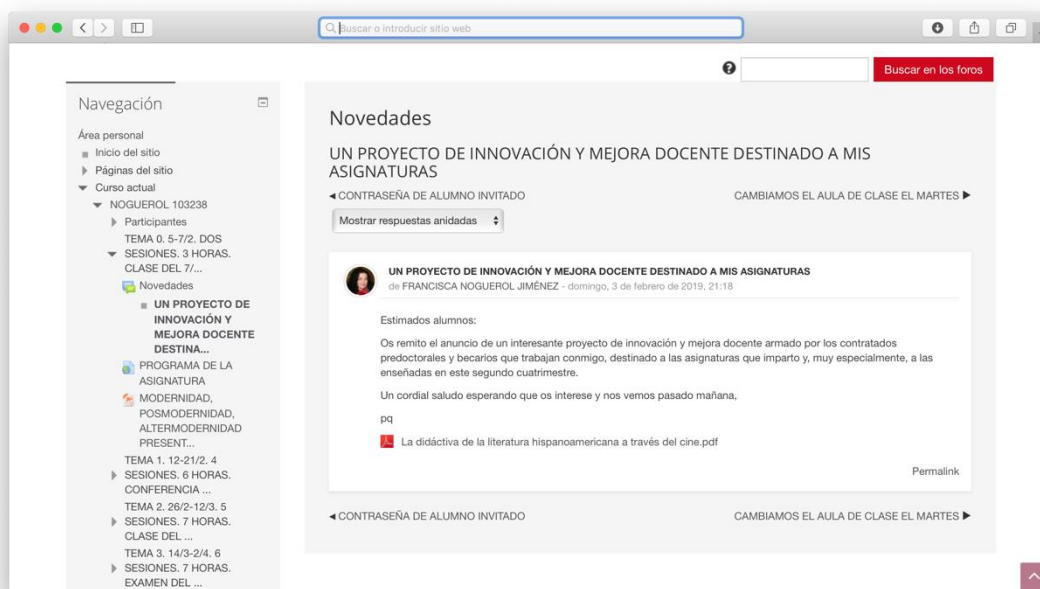 Buscar o introducir sitio web
Buscar en los foros
Navegación
Área personal
Inicio del sitio
Páginas del sitio
Curso actual
NOGUEROL 103238
Participantes
TEMA 0. 5-7/2. DOS
SESIONES. 3 HORAS.
CLASE DEL 7/...
Novedades
UN PROYECTO DE
INNOVACIÓN Y
MEJORA DOCENTE
DESTINA...
PROGRAMA DE LA
ASIGNATURA
MODERNIDAD,
POSMODERNIDAD,
ALTERMODERNIDAD
PRESENT...
TEMA 1. 12-21/2. 4
SESIONES. 6 HORAS.
CONFERENCIA ...
TEMA 2. 26/2-12/3. 5
SESIONES. 7 HORAS.
CLASE DEL ...
TEMA 3. 14/3-2/4. 6
SESIONES. 7 HORAS.
EXAMEN DEL ...
Novedades
UN PROYECTO DE INNOVACIÓN Y MEJORA DOCENTE DESTINADO A MIS
ASIGNATURAS
◄ CONTRASEÑA DE ALUMNO INVITADO
CAMBIAMOS EL AULA DE CLASE EL MARTES ►
Mostrar respuestas anidadas
UN PROYECTO DE INNOVACIÓN Y MEJORA DOCENTE DESTINADO A MIS ASIGNATURAS
de FRANCISCA NOGUEROL JIMÉNEZ - domingo, 3 de febrero de 2019, 21:18
Estimados alumnos:
Os remito el anuncio de un interesante proyecto de innovación y mejora docente armado por los contratados
predoctorales y becarios que trabajan conmigo, destinado a las asignaturas que imparto y, muy especialmente, a las
enseñadas en este segundo cuatrimestre.
Un cordial saludo esperando que os interese y nos vemos pasado mañana,
pq
La didáctiva de la literatura hispanoamericana a través del cine.pdf
Permalink
◄ CONTRASEÑA DE ALUMNO INVITADO
CAMBIAMOS EL AULA DE CLASE EL MARTES ►